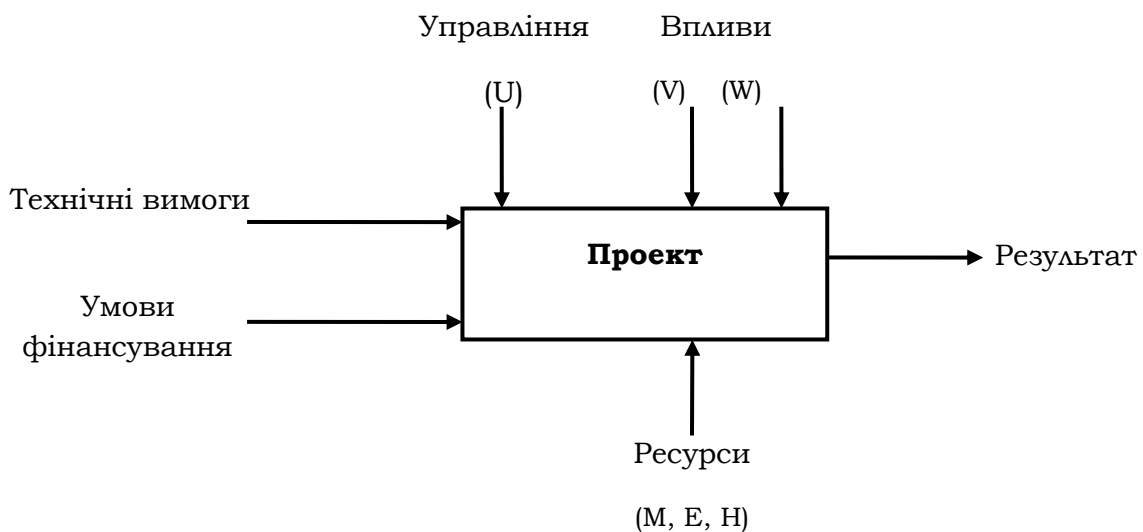 Управління Впливи
(U) (V) (W)
Технічні вимоги
Проект
Результат
Умови
фінансування
Ресурси
(М, Е, Н)